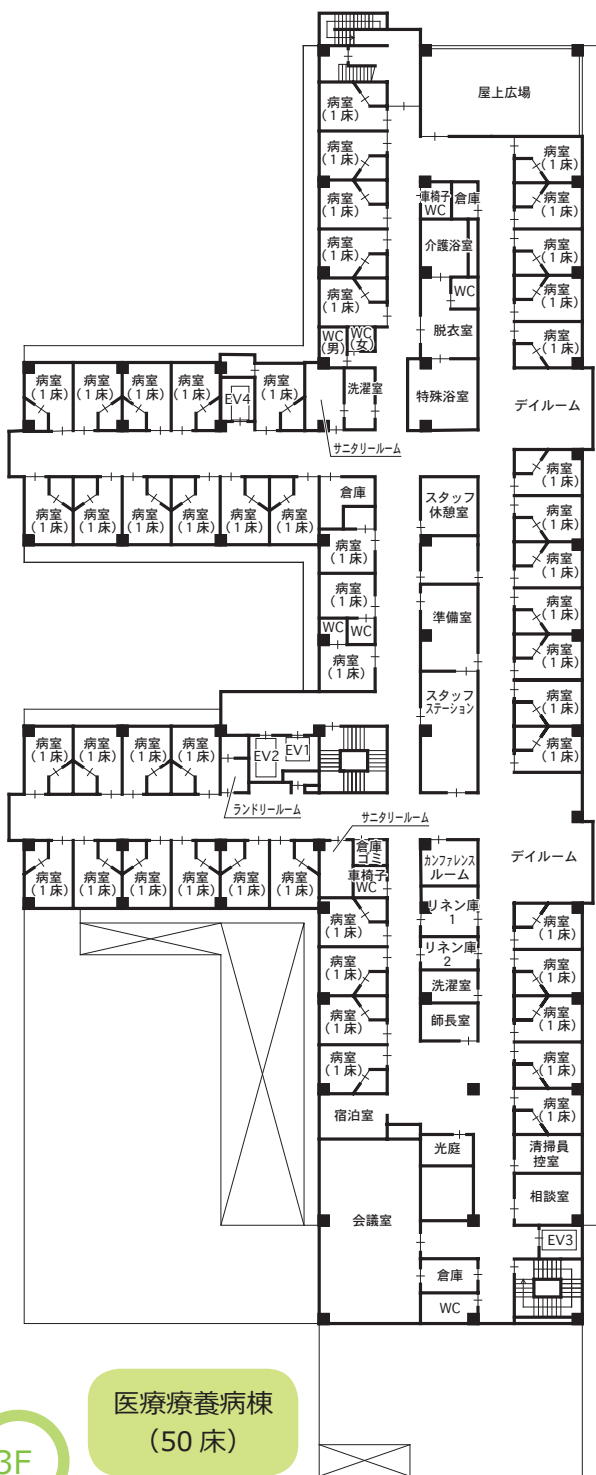 屋上広場
病室
(1床)
病室
(1床)
病室
(1床)
病室
(1床)
病室
(1床)
病室
(1床)
病室
(1床)
病室
(1床)
病室
(1床)
病室
(1床)
車椅子
WC
倉庫
介護浴室
WC
脱衣室
特殊浴室
WC
(男)
WC
(女)
洗濯室
病室
(1床)
病室
(1床)
病室
(1床)
病室
(1床)
EV4
病室
(1床)
デイルーム
サニタリールーム
病室
(1床)
病室
(1床)
病室
(1床)
病室
(1床)
病室
(1床)
病室
(1床)
倉庫
スタッフ
休憩室
病室
(1床)
病室
(1床)
病室
(1床)
病室
(1床)
病室
(1床)
病室
(1床)
病室
(1床)
病室
(1床)
病室
(1床)
準備室
WC
WC
病室
(1床)
スタッフ
ステーション
病室
(1床)
病室
(1床)
病室
(1床)
病室
(1床)
EV2
EV1
ランドリールーム
サニタリールーム
病室
(1床)
病室
(1床)
病室
(1床)
病室
(1床)
病室
(1床)
病室
(1床)
倉庫
ゴミ
車椅子
WC
カンファレンス
ルーム
デイルーム
リネン庫
1
リネン庫
2
洗濯室
師長室
病室
(1床)
病室
(1床)
病室
(1床)
病室
(1床)
病室
(1床)
病室
(1床)
病室
(1床)
病室
(1床)
病室
(1床)
宿泊室
光庭
清掃員
控室
相談室
会議室
EV3
倉庫
WC
医療療養病棟
(50床)
3F